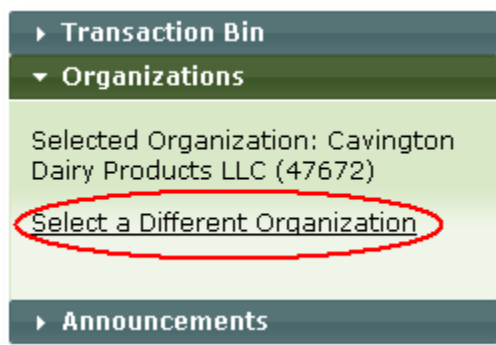 Transaction Bin
Organizations
Selected Organization: Cavington
Dairy Products LLC (47672)
Select a Different Organization
Announcements